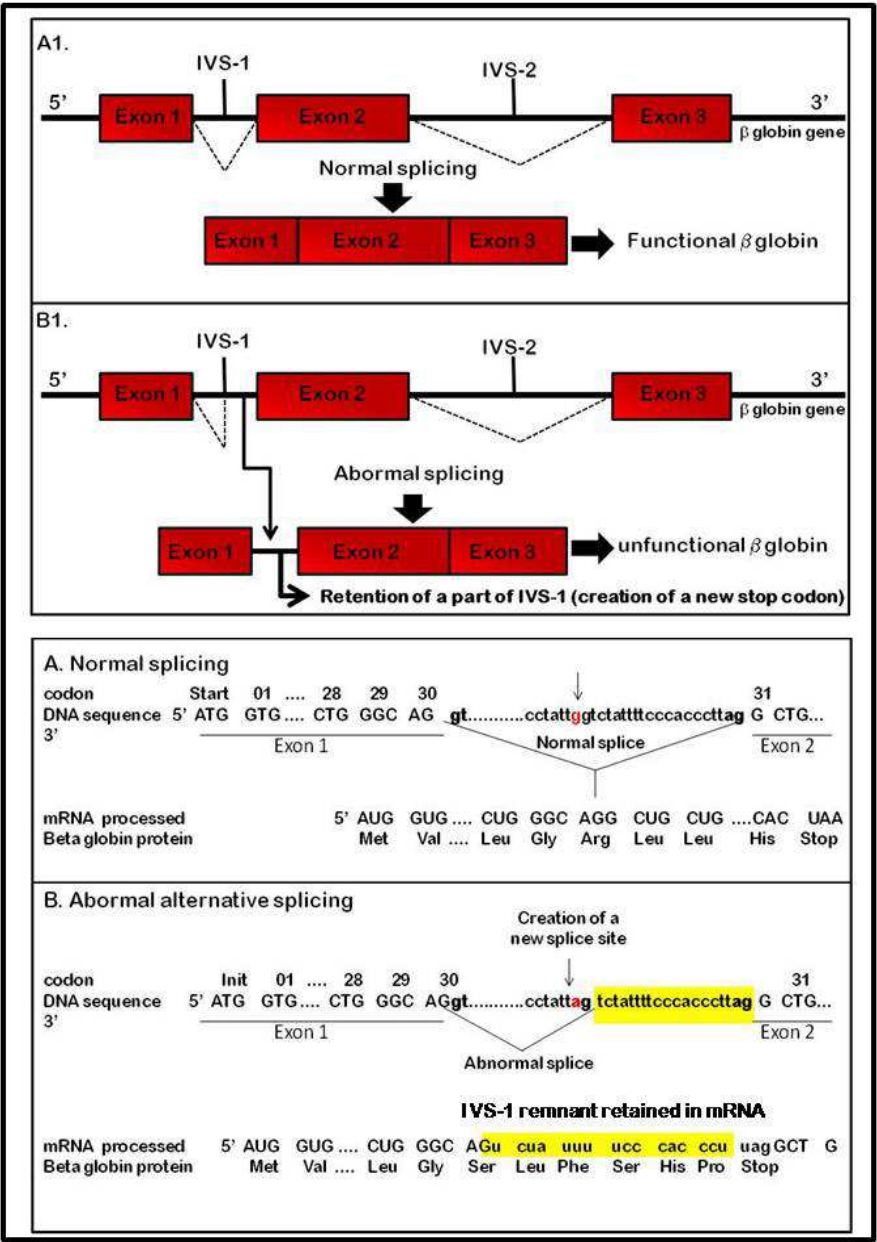 A1.
IVS-1
IVS-2
5’
3’
Exon 1
Exon 2
Exon 3
β globin gene
Normal splicing
Exon 1
Exon 2
Exon 3
Functional β globin
B1.
IVS-1
IVS-2
5’
3’
Exon 1
Exon 2
Exon 3
β globin gene
Abormal splicing
Exon 1
Exon 2
Exon 3
unfunctional β globin
Retention of a part of IVS-1 (creation of a new stop codon)
A. Normal splicing
codon Start 01 .... 28 29 30 31
DNA sequence 5’ ATG GTG.... CTG GGC AG gt..........cctattggtctattttcccacccttag G CTG...
3’
Exon 1
Normal splice
Exon 2
mRNA processed 5’ AUG GUG .... CUG GGC AGG CUG CUG ....CAC UAA
Beta globin protein Met Val .... Leu Gly Arg Leu Leu His Stop
B. Abormal alternative splicing
Creation of a
new splice site
codon Init 01 .... 28 29 30 31
DNA sequence 5’ ATG GTG.... CTG GGC AGgt..........cctattag tctattttcccacccttag G CTG...
3’
Exon 1
Exon 2
Abnormal splice
IVS-1 remnant retained in mRNA
mRNA processed 5’ AUG GUG .... CUG GGC AGu cua uuu ucc cac ccu uag GCT G
Beta globin protein Met Val .... Leu Gly Ser Leu Phe Ser His Pro Stop